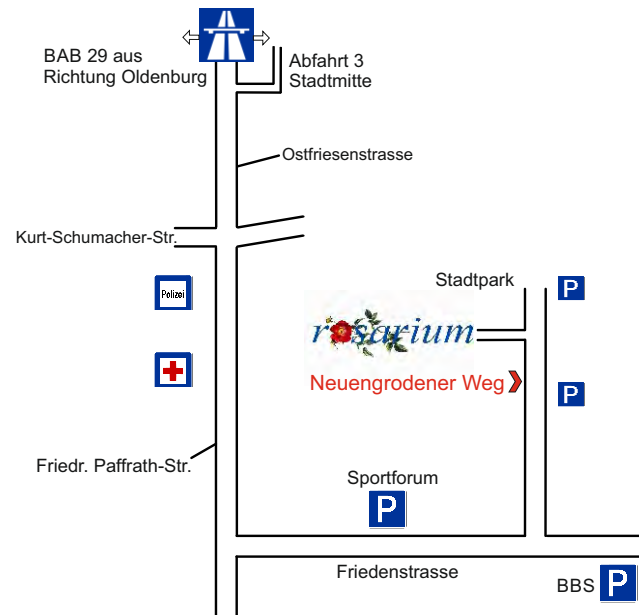 BAB 29 aus
Richtung Oldenburg
Abfahrt 3
Stadtmitte
Ostfriesenstrasse
Kurt-Schumacher-Str.
Polizei
Stadtpark
P
rosarium
Neuengrodener Weg
P
Friedr. Paffrath-Str.
Sportforum
P
Friedenstrasse
BBS P